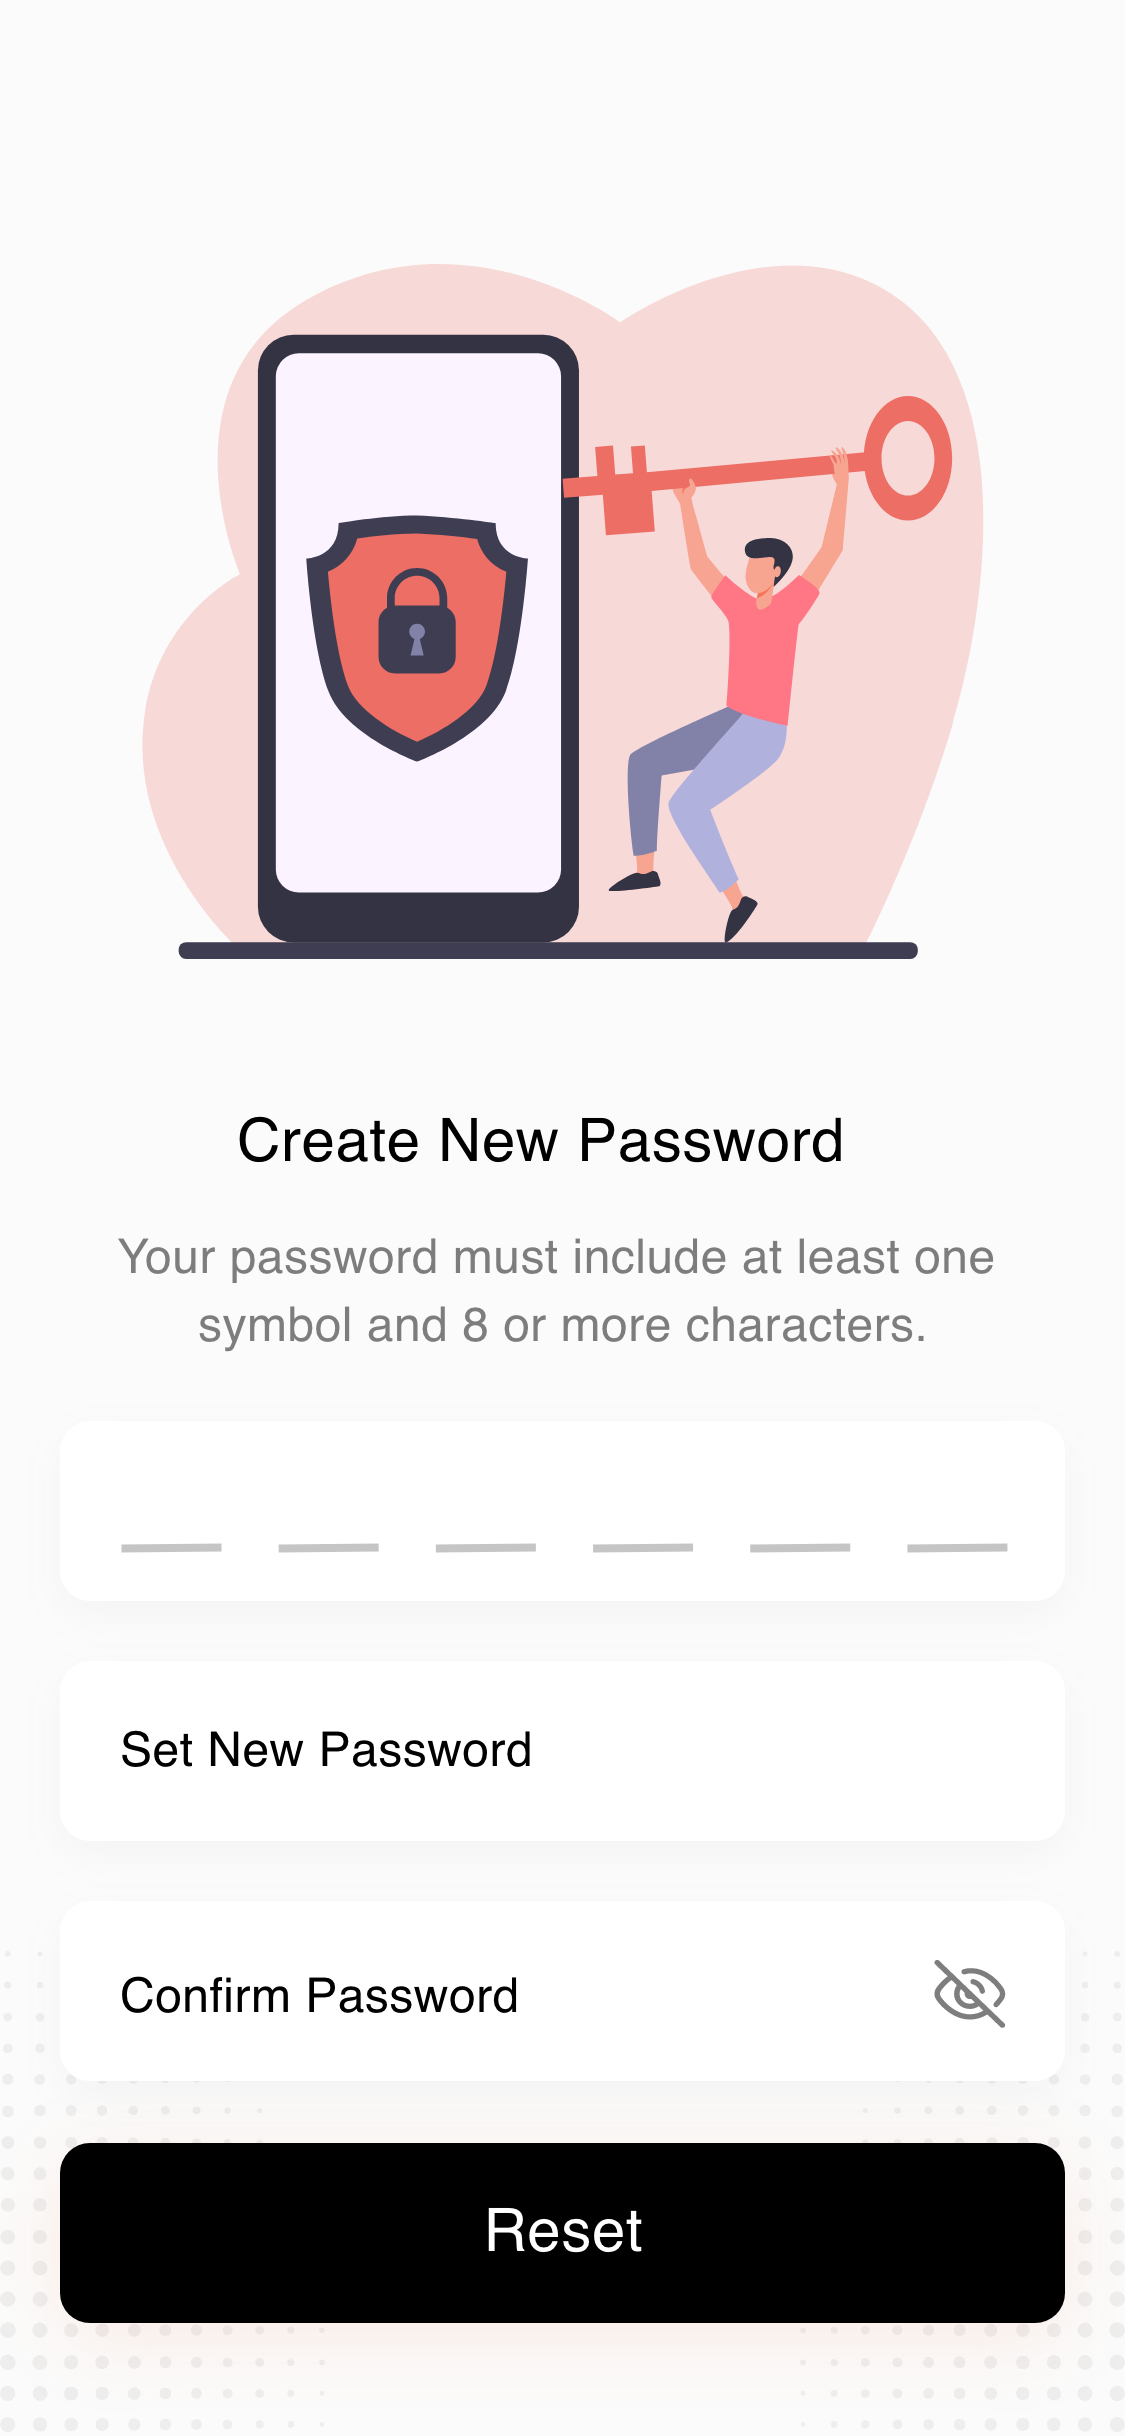 Create New Password
Your password must include at least one
symbol and 8 or more characters.
Set New Password
Confirm Password
Reset